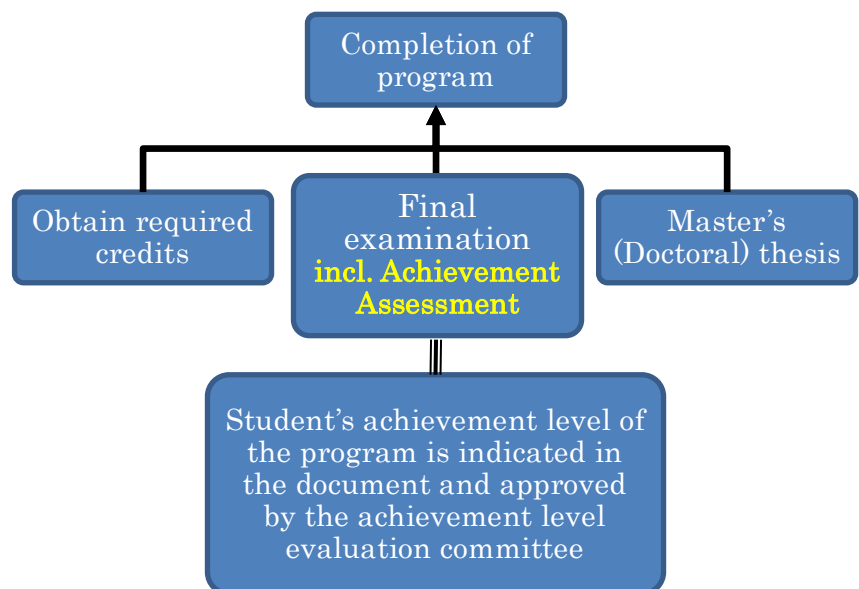 Completion of
program
Obtain required
credits
Final
examination
incl. Achievement
Assessment
Master’s
(Doctoral) thesis
Student’s achievement level of
the program is indicated in
the document and approved
by the achievement level
evaluation committee